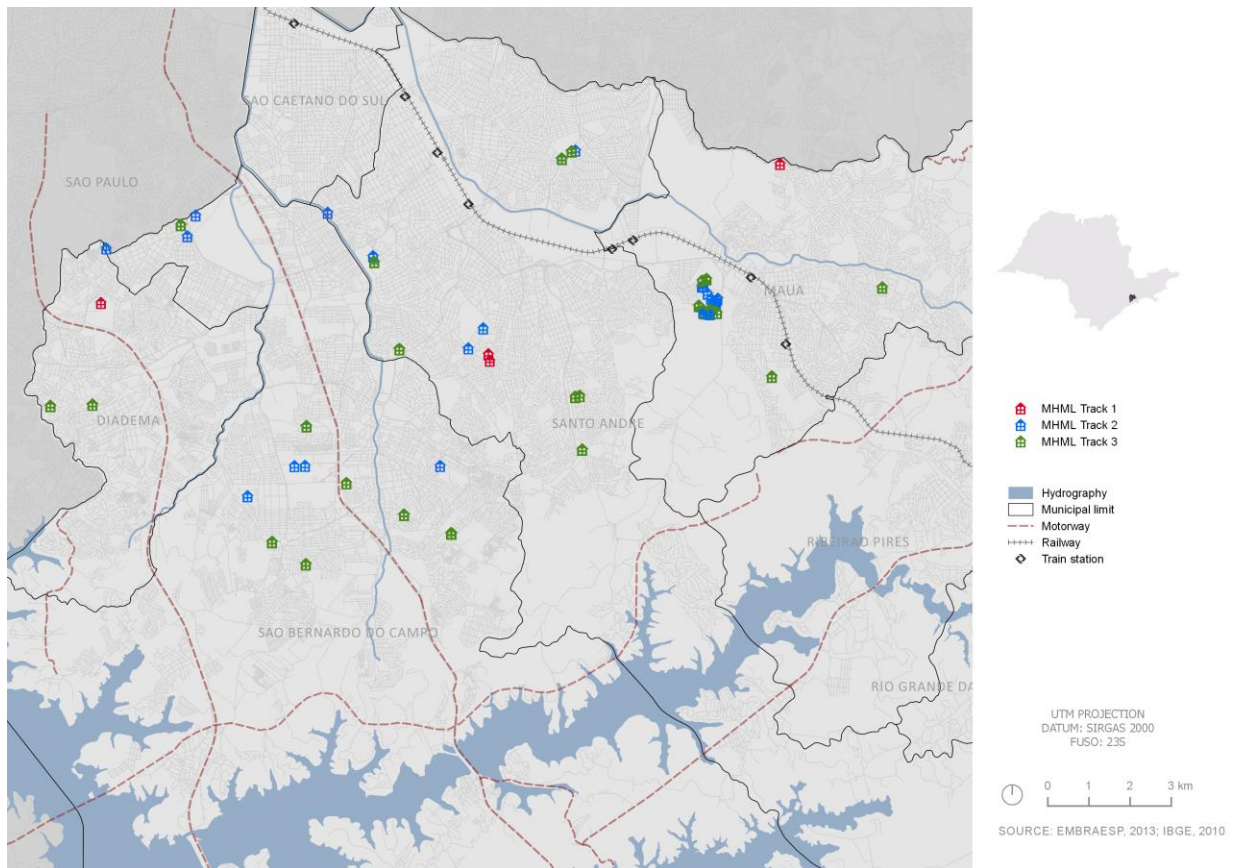 SAO CAETANO DO SUL
SAO PAULO
MAUA
DIADEMA
SANTO ANDRE
RIBEIRAO PIRES
SAO BERNARDO DO CAMPO
RIO GRANDE DA
MHML Track 1
MHML Track 2
MHML Track 3
Hydrography
Municipal limit
Motorway
Railway
Train station
UTM PROJECTION
DATUM: SIRGAS 2000
FUSO: 23S
0 1 2 3 km
SOURCE: EMBRAESP, 2013; IBGE, 2010